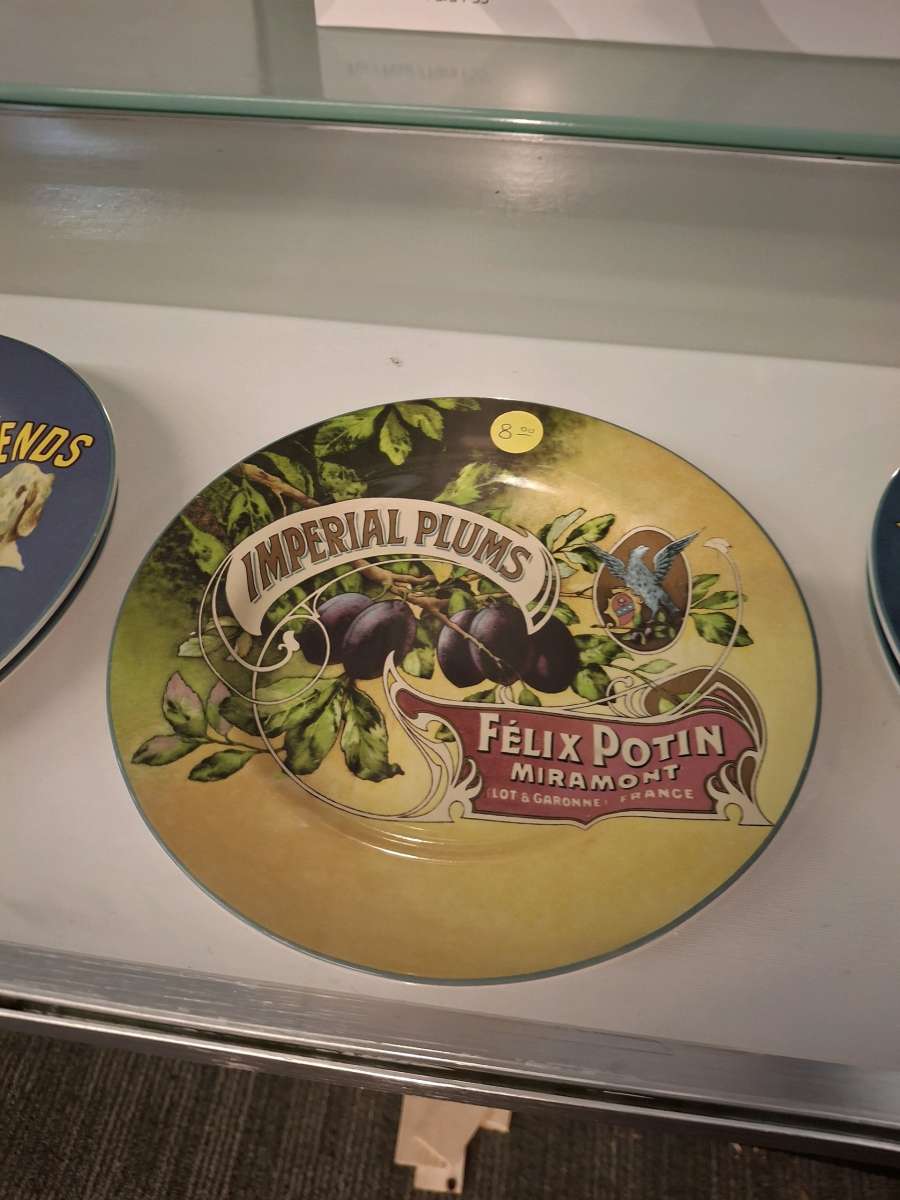 ENDS
8.00
IMPERIAL PLUMS
FÉLIX POTIN
MIRAMONT
(LOT & GARONNE) FRANCE